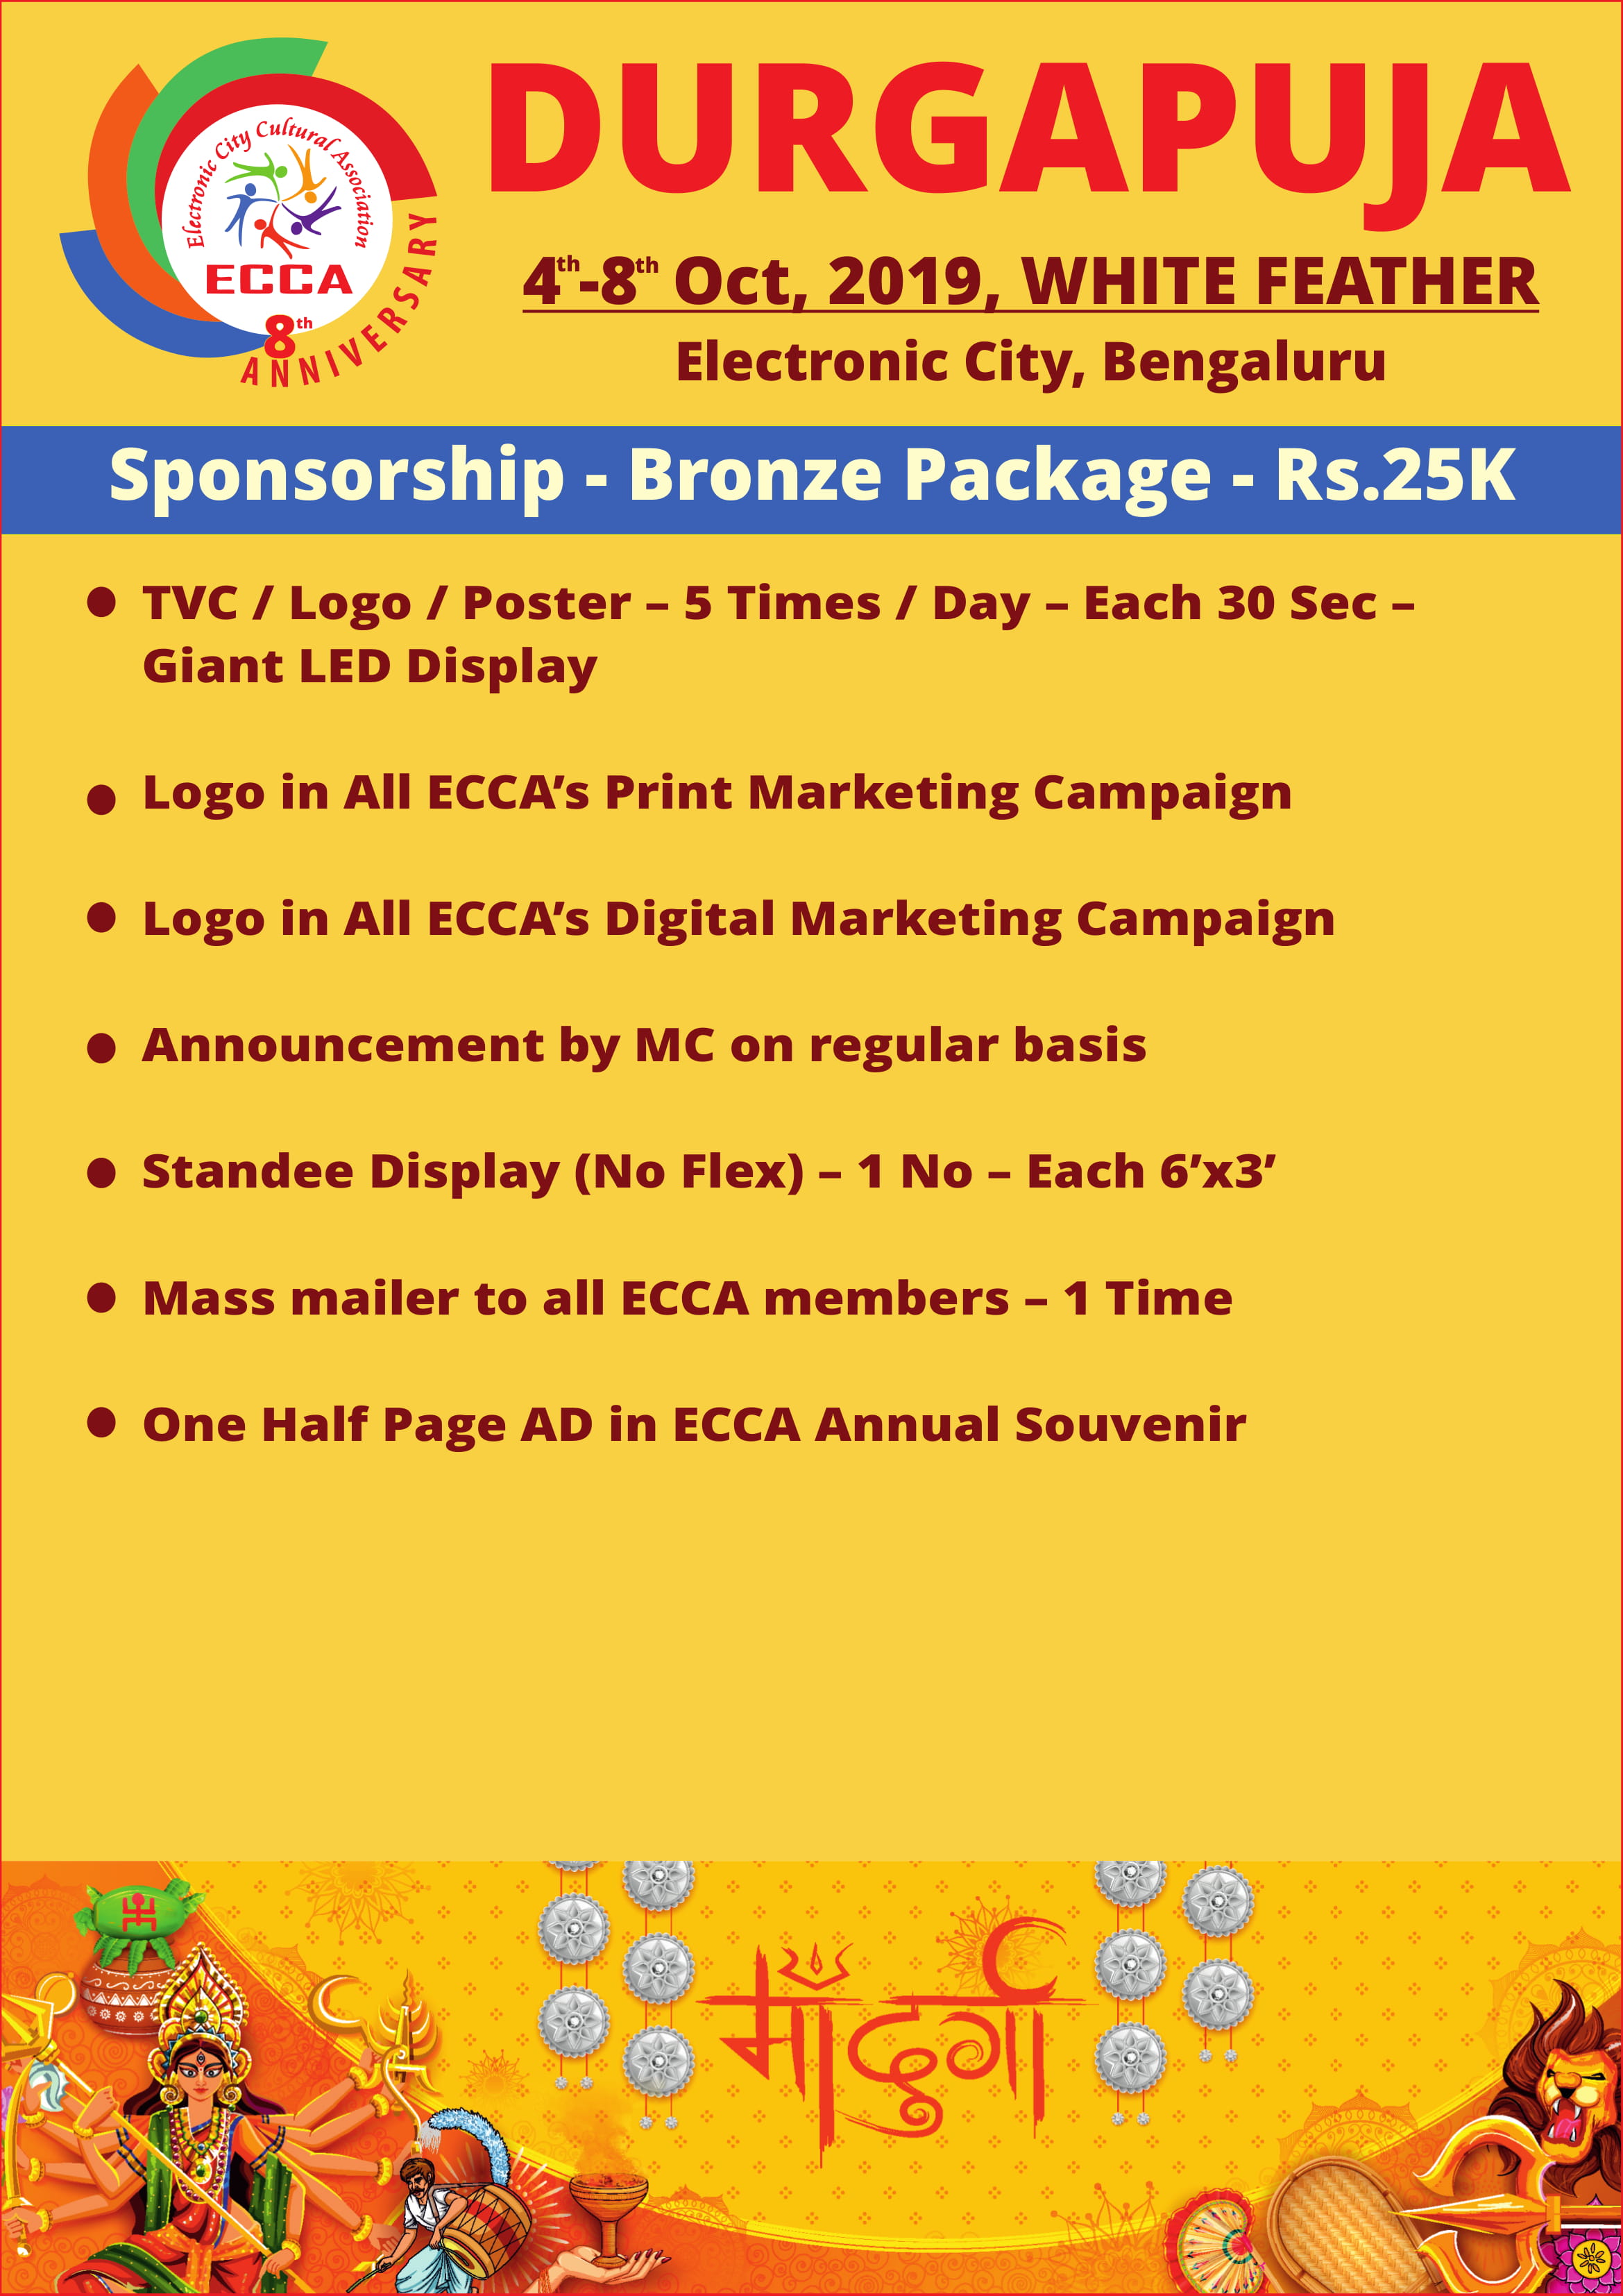 Electronic City Cultural Association
ECCA
8th
ANNIVERSARY
DURGAPUJA
4th-8th Oct, 2019, WHITE FEATHER
Electronic City, Bengaluru
Sponsorship - Bronze Package - Rs.25K
● TVC / Logo / Poster – 5 Times / Day – Each 30 Sec –
Giant LED Display
● Logo in All ECCA’s Print Marketing Campaign
● Logo in All ECCA’s Digital Marketing Campaign
● Announcement by MC on regular basis
● Standee Display (No Flex) – 1 No – Each 6’x3’
● Mass mailer to all ECCA members – 1 Time
● One Half Page AD in ECCA Annual Souvenir
माँ दुर्गा